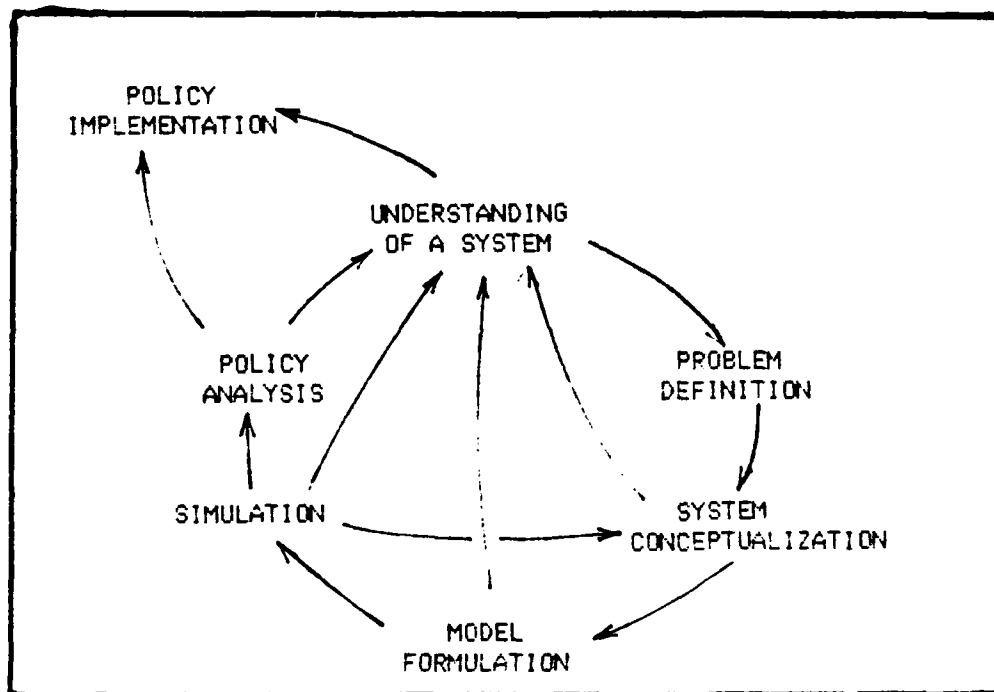 POLICY
IMPLEMENTATION
UNDERSTANDING
OF A SYSTEM
POLICY
ANALYSIS
PROBLEM
DEFINITION
SIMULATION
SYSTEM
CONCEPTUALIZATION
MODEL
FORMULATION